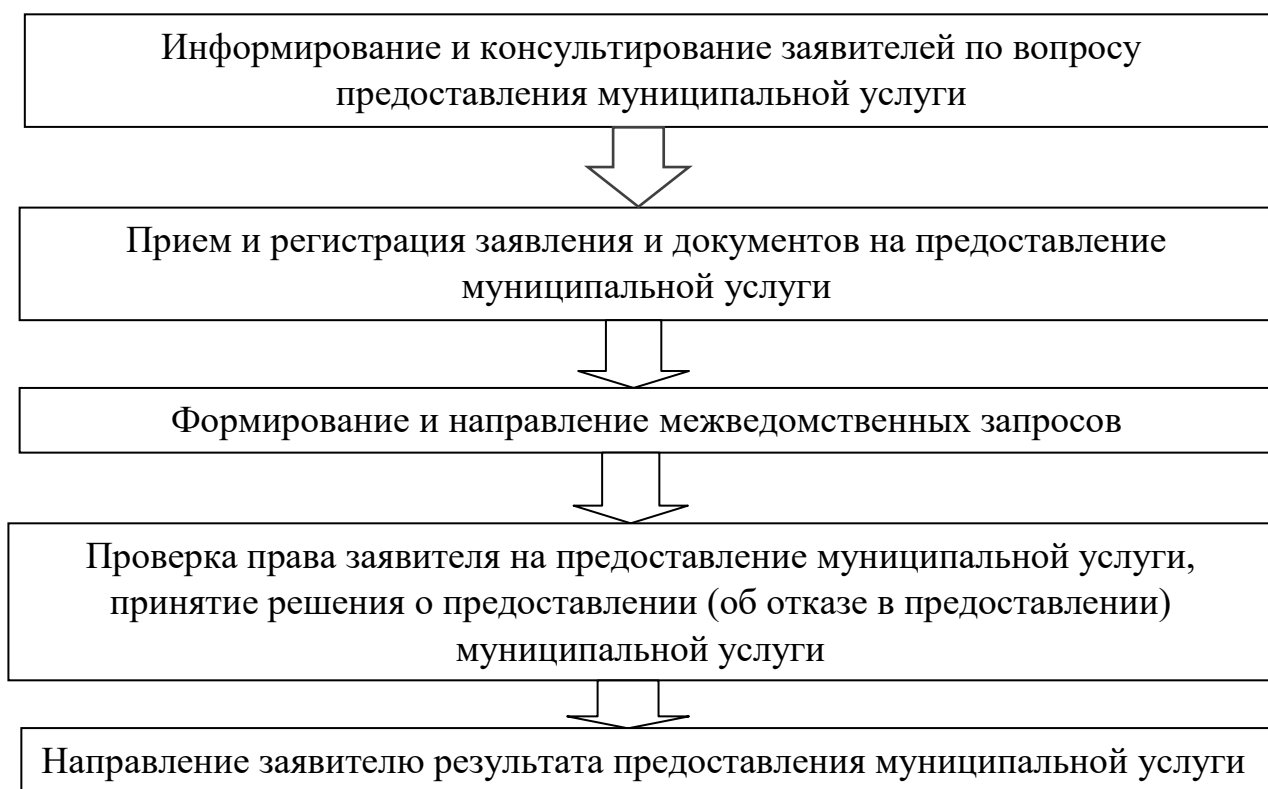 Информирование и консультирование заявителей по вопросу
предоставления муниципальной услуги
Прием и регистрация заявления и документов на предоставление
муниципальной услуги
Формирование и направление межведомственных запросов
Проверка права заявителя на предоставление муниципальной услуги,
принятие решения о предоставлении (об отказе в предоставлении)
муниципальной услуги
Направление заявителю результата предоставления муниципальной услуги